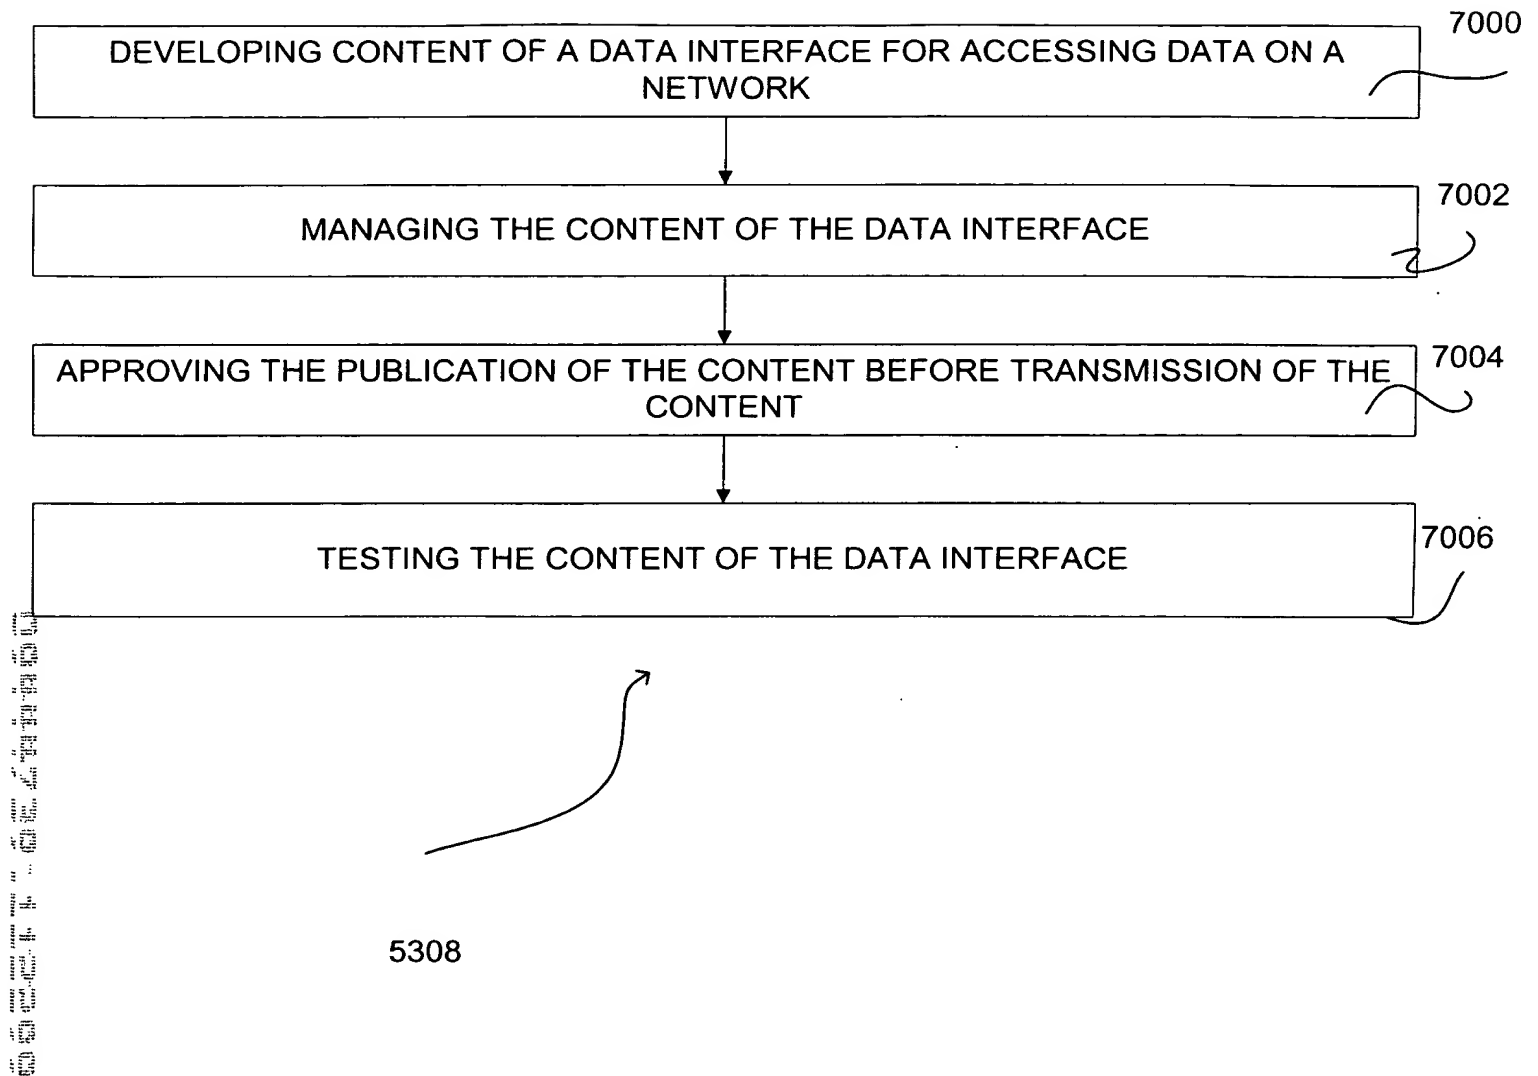 7000
DEVELOPING CONTENT OF A DATA INTERFACE FOR ACCESSING DATA ON A
NETWORK
7002
MANAGING THE CONTENT OF THE DATA INTERFACE
7004
APPROVING THE PUBLICATION OF THE CONTENT BEFORE TRANSMISSION OF THE
CONTENT
7006
TESTING THE CONTENT OF THE DATA INTERFACE
5308